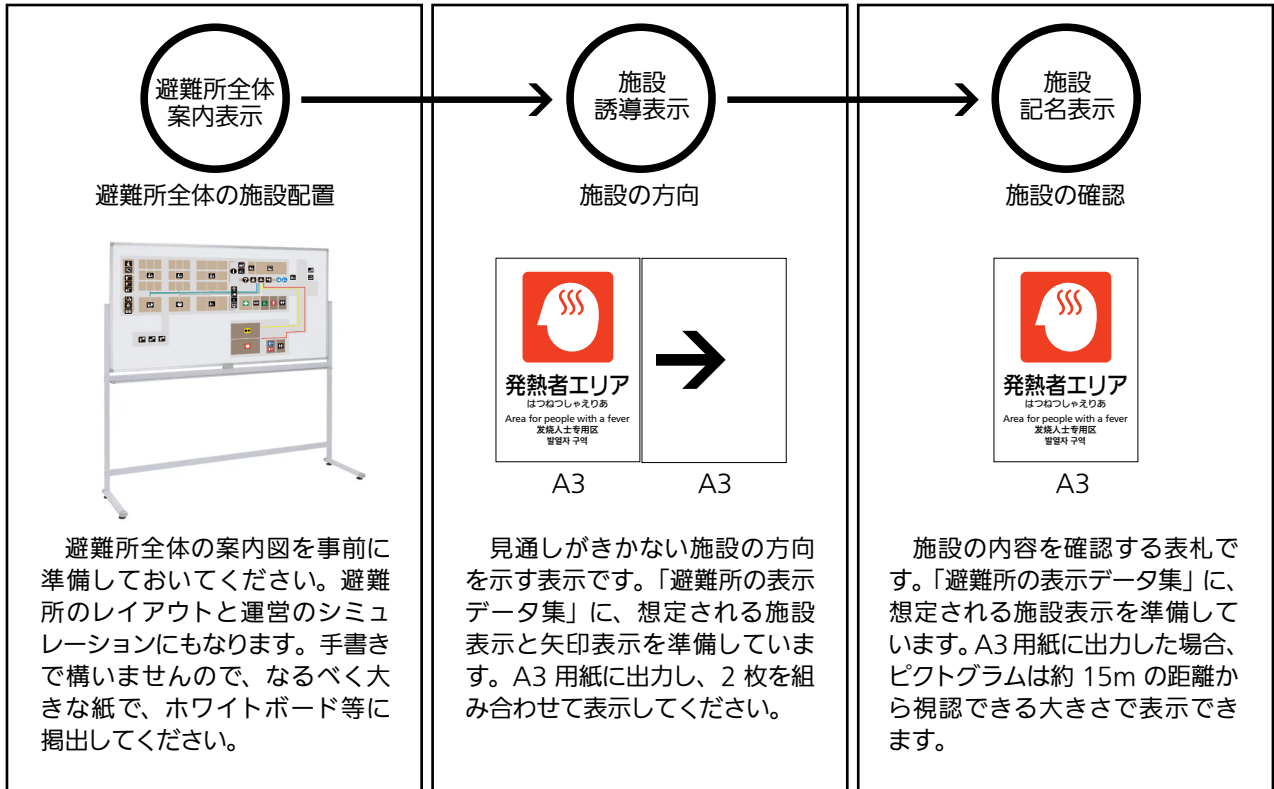 避難所全体
案内表示
避難所全体の施設配置
避難所全体の案内図を事前に
準備しておいてください。避難
所のレイアウトと運営のシミュ
レーションにもなります。手書き
で構いませんので、なるべく大
きな紙で、ホワイトボード等に
掲出してください。
施設
誘導表示
施設の方向
発熱者エリア
はつねつしゃえりあ
Area for people with a fever
发烧人士专用区
발열자 구역
A3
A3
見通しがきかない施設の方向
を示す表示です。「避難所の表示
データ集」に、想定される施設
表示と矢印表示を準備していま
す。A3 用紙に出力し、2 枚を組
み合わせて表示してください。
施設
記名表示
施設の確認
発熱者エリア
はつねつしゃえりあ
Area for people with a fever
发烧人士专用区
발열자 구역
A3
施設の内容を確認する表札で
す。「避難所の表示データ集」に、
想定される施設表示を準備して
います。A3 用紙に出力した場合、
ピクトグラムは約 15m の距離か
ら視認できる大きさで表示でき
ます。